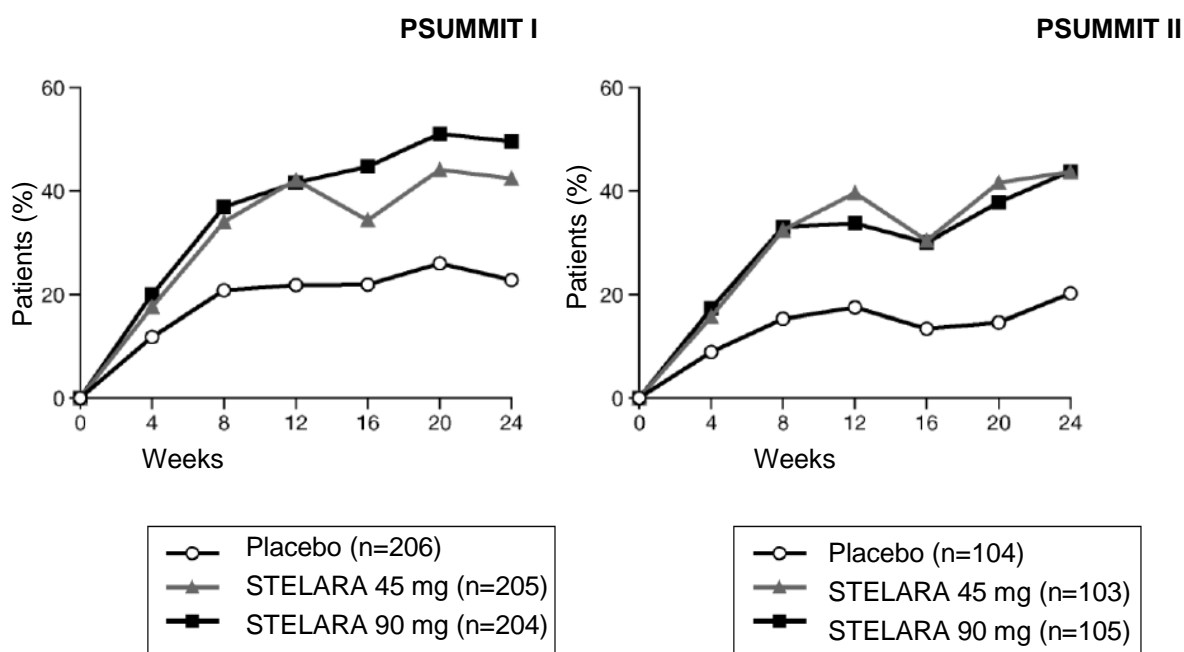 PSUMMIT I
PSUMMIT II
60
40
20
0
Patients (%)
0 4 8 12 16 20 24
Weeks
60
40
20
0
Patients (%)
0 4 8 12 16 20 24
Weeks
Placebo (n=206)
STELARA 45 mg (n=205)
STELARA 90 mg (n=204)
Placebo (n=104)
STELARA 45 mg (n=103)
STELARA 90 mg (n=105)